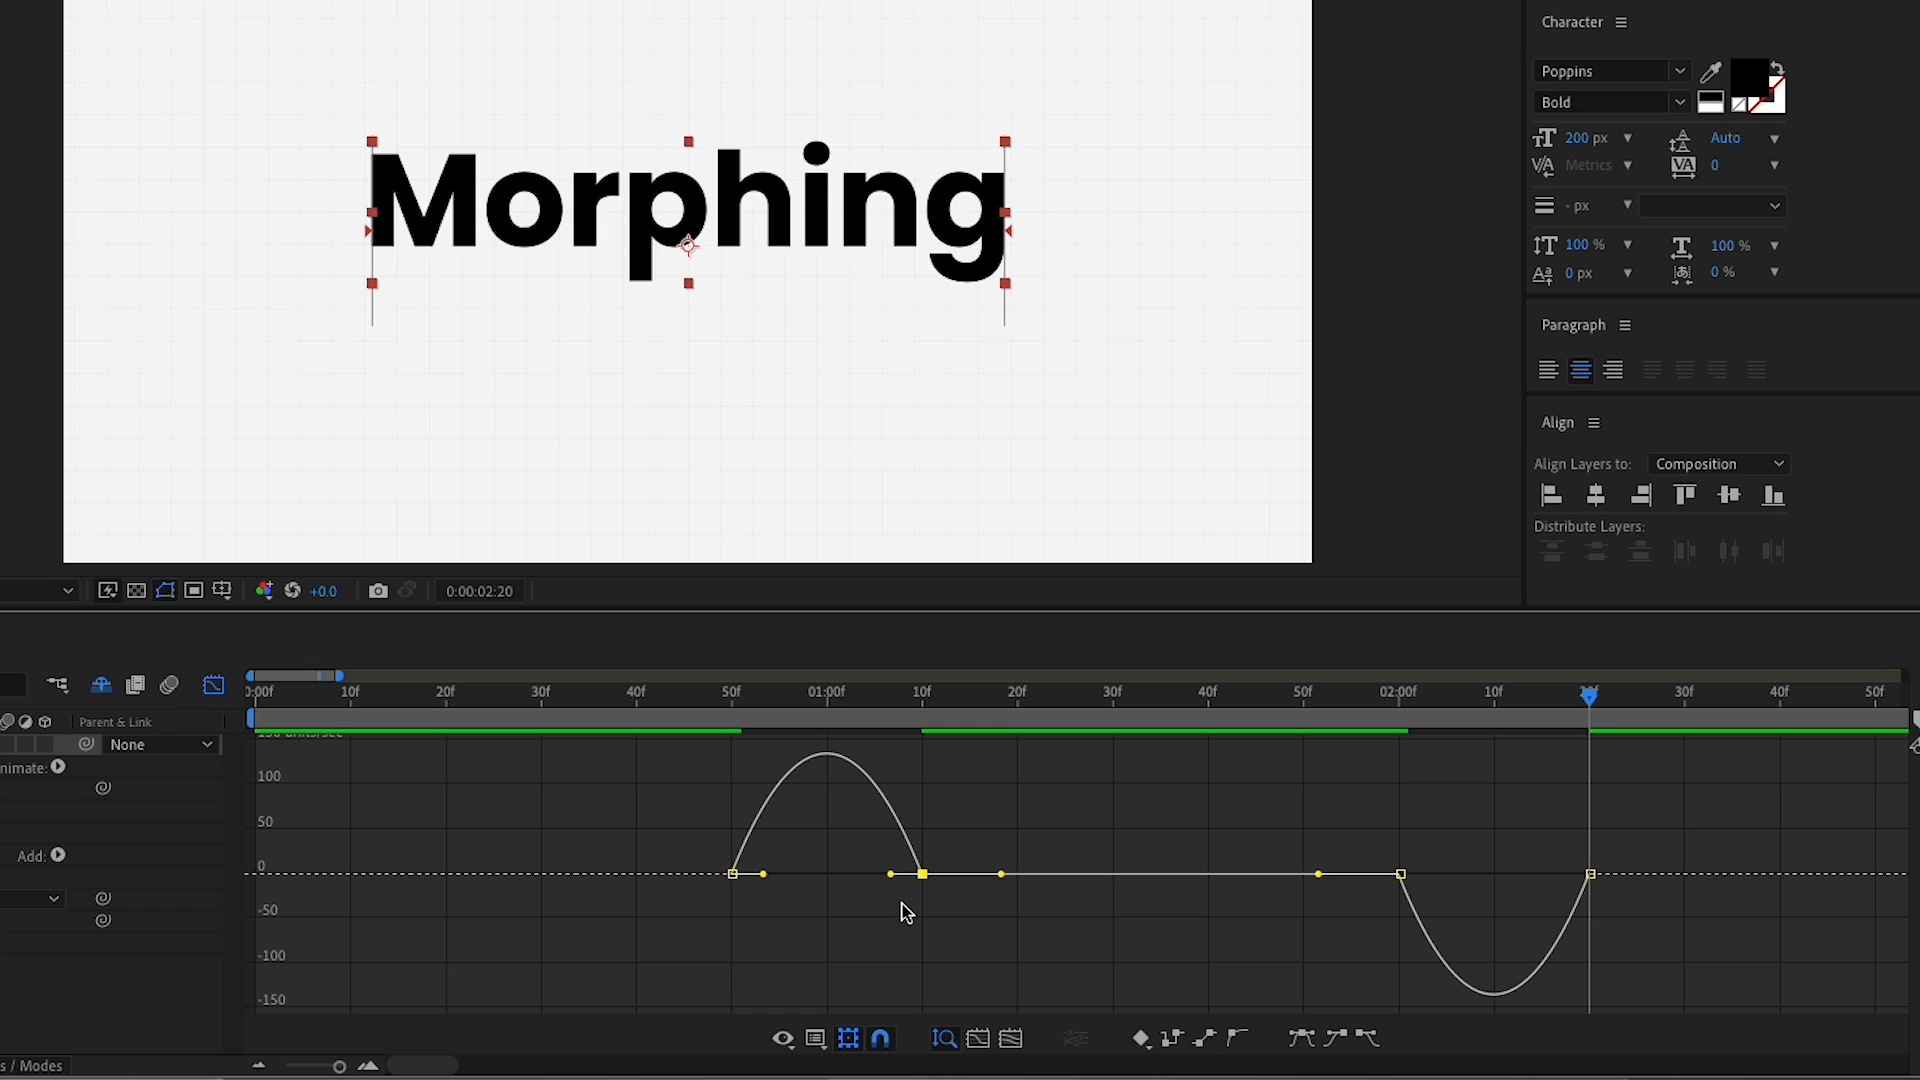 Character
Poppins
Bold
200 px
Auto
Metrics
0
- px
100 %
100 %
0 px
0 %
Paragraph
Align
Align Layers to:
Composition
Distribute Layers:
Morphing
+0.0
0:00:02:20
0:00f
10f
20f
30f
40f
50f
01:00f
10f
20f
30f
40f
50f
02:00f
10f
30f
40f
50f
Parent & Link
None
nimate:
Add:
150 units/sec
100
50
0
-50
-100
-150
s / Modes